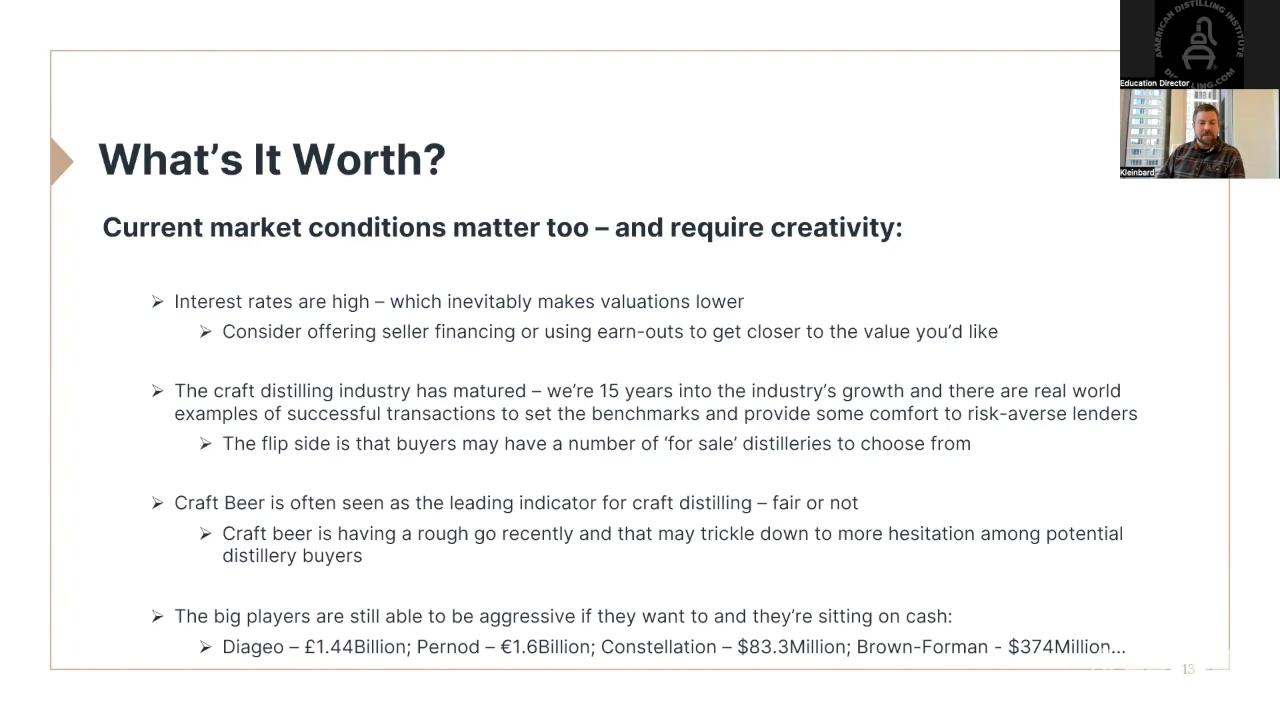 AMERICAN DISTILLING INSTITUTE
DISTILLING.COM
Education Director
Kleinbard
What's It Worth?
Current market conditions matter too – and require creativity:
➢ Interest rates are high – which inevitably makes valuations lower
➢ Consider offering seller financing or using earn-outs to get closer to the value you'd like
➢ The craft distilling industry has matured – we're 15 years into the industry's growth and there are real world
examples of successful transactions to set the benchmarks and provide some comfort to risk-averse lenders
➢ The flip side is that buyers may have a number of 'for sale' distilleries to choose from
➢ Craft Beer is often seen as the leading indicator for craft distilling – fair or not
➢ Craft beer is having a rough go recently and that may trickle down to more hesitation among potential
distillery buyers
➢ The big players are still able to be aggressive if they want to and they're sitting on cash:
➢ Diageo – £1.44Billion; Pernod – €1.6Billion; Constellation – $83.3Million; Brown-Forman - $374Million...
13